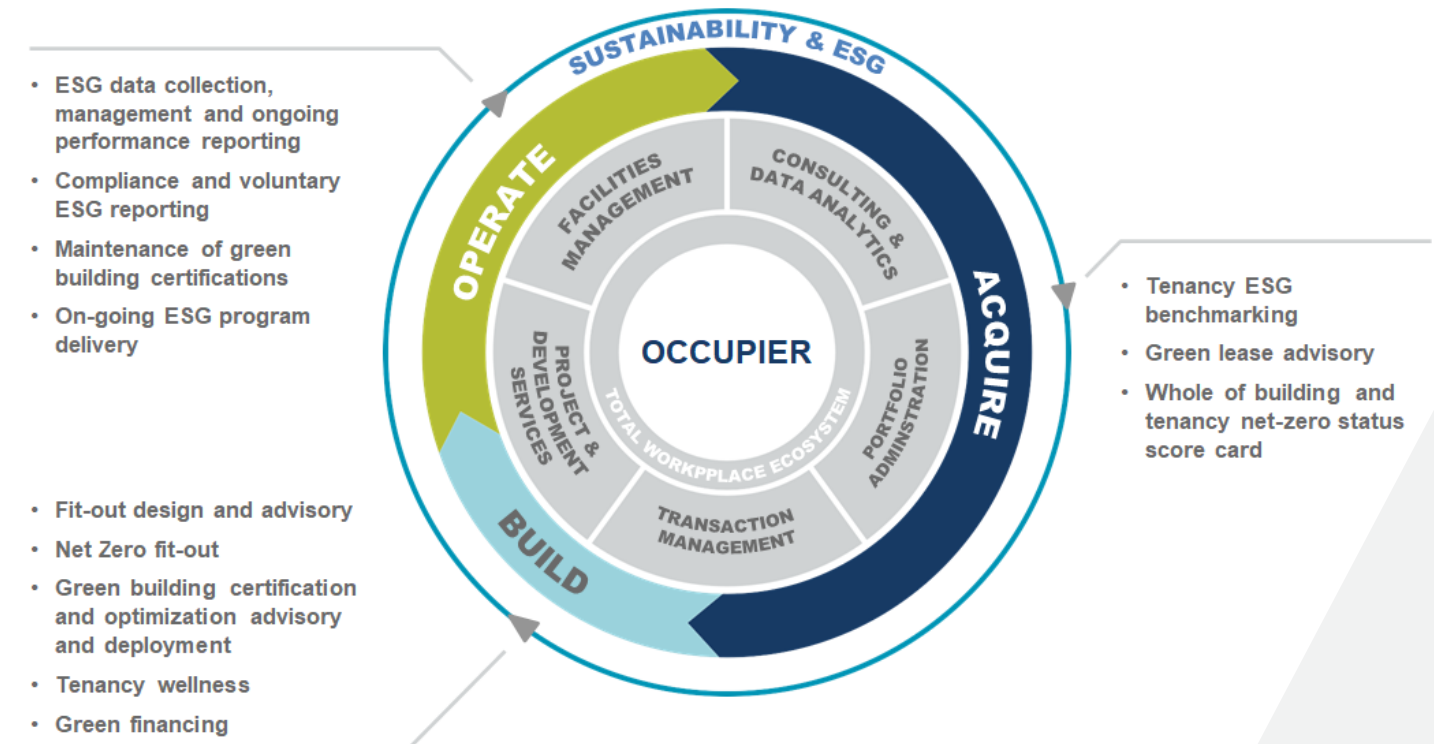 SUSTAINABILITY & ESG
• ESG data collection,
management and ongoing
performance reporting
• Compliance and voluntary
ESG reporting
• Maintenance of green
building certifications
• On-going ESG program
delivery
• Fit-out design and advisory
• Net Zero fit-out
• Green building certification
and optimization advisory
and deployment
• Tenancy wellness
• Green financing
OPERATE
BUILD
ACQUIRE
FACILITIES
MANAGEMENT
CONSULTING &
DATA ANALYTICS
PROJECT &
DEVELOPMENT
SERVICES
PORTFOLIO
ADMINSTRATION
TRANSACTION
MANAGEMENT
OCCUPIER
TOTAL WORKPPLACE ECOSYSTEM
• Tenancy ESG
benchmarking
• Green lease advisory
• Whole of building and
tenancy net-zero status
score card